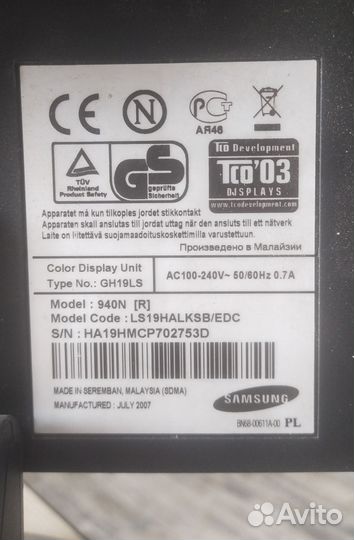 CE
N
PCT
АЯ46
TÜV
Rheinland
Product Safety
GS
geprüfte
Sicherheit
TCO Development
TCO'03
DISPLAYS
www.tcodevelopment.com
Apparatet må kun tilkoples jordet stikkontakt
Apparaten skall anslutas till jordat uttag när den ansluts till ett nätverk
Laite on liitettävä suojamaadoituskoskettimilla varustettuun.
Произведено в Малайзии
Color Display Unit
Type No.: GH19LS
AC100-240V~ 50/60Hz 0.7A
Model : 940N [R]
Model Code : LS19HALKSB/EDC
S/N : HA19HMCP702753D
MADE IN SEREMBAN, MALAYSIA (SDMA)
MANUFACTURED : JULY 2007
SAMSUNG
BN68-00611A-00 PL
Avito